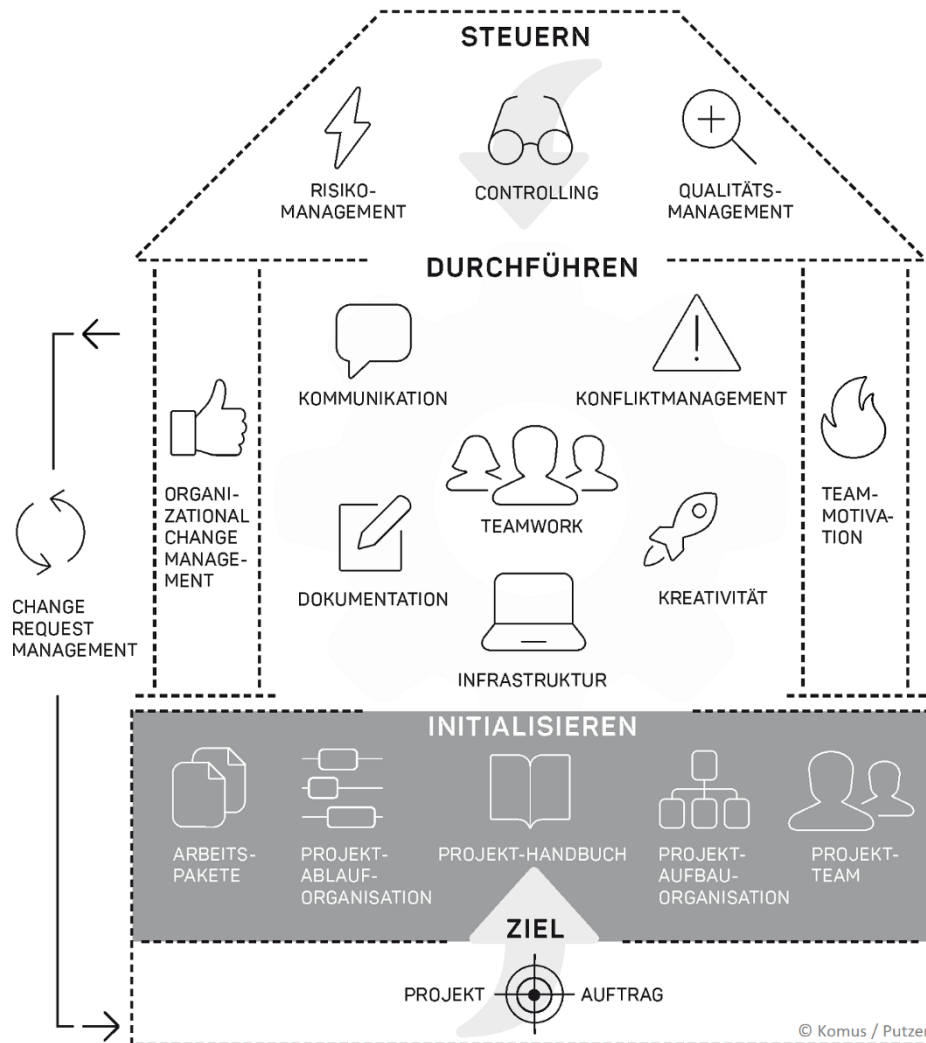 STEUERN
RISIKO-
MANAGEMENT
CONTROLLING
QUALITÄTS-
MANAGEMENT
DURCHFÜHREN
KOMMUNIKATION
KONFLIKTMANAGEMENT
ORGANI-
ZATIONAL
CHANGE
MANAGE-
MENT
TEAMWORK
TEAM-
MOTIVA-
TION
DOKUMENTATION
KREATIVITÄT
INFRASTRUKTUR
CHANGE
REQUEST
MANAGEMENT
INITIALISIEREN
ARBEITS-
PAKETE
PROJEKT-
ABLAUF-
ORGANISATION
PROJEKT-HANDBUCH
PROJEKT-
AUFBAU-
ORGANISATION
PROJEKT-
TEAM
ZIEL
PROJEKT
AUFTRAG
© Komus / Putzer